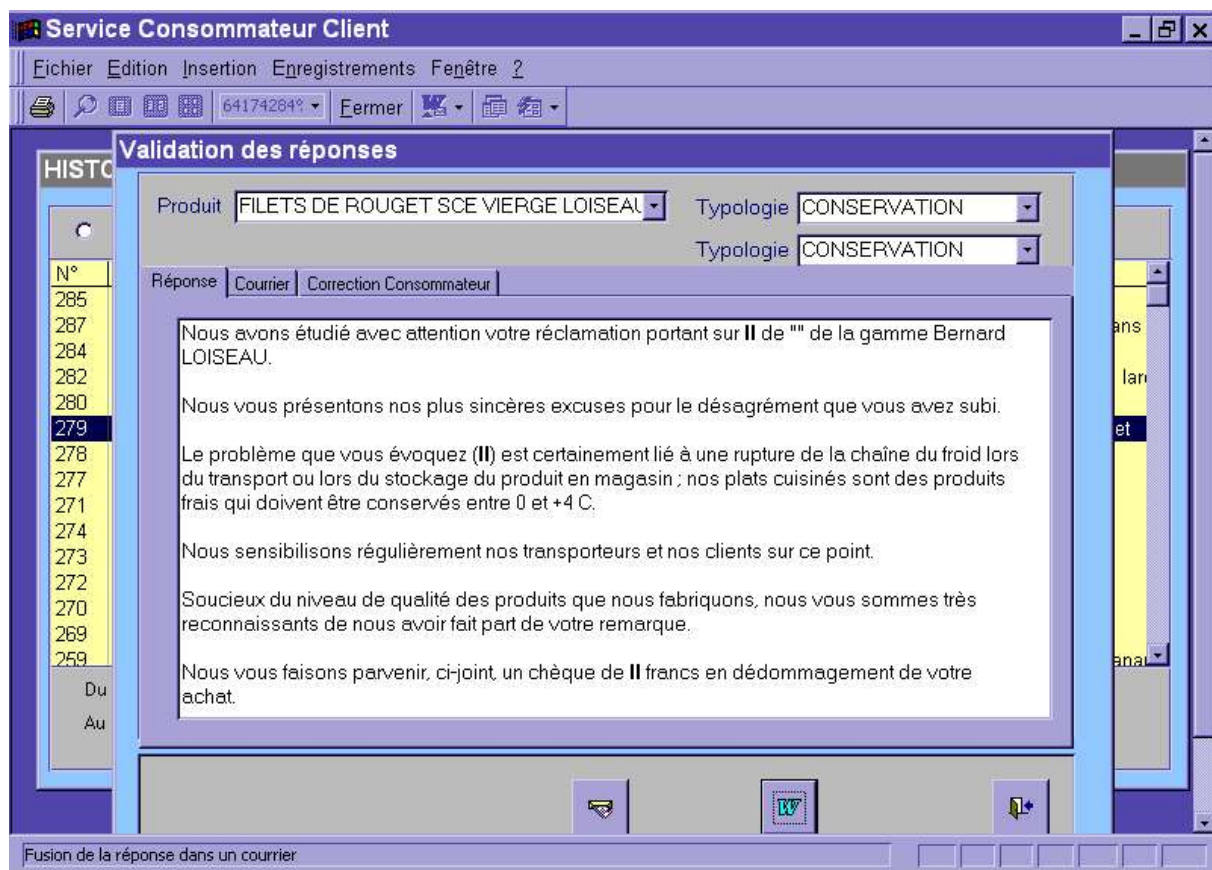 Service Consommateur Client
Fichier Edition Insertion Enregistrements Fenêtre ?
Fermer
Validation des réponses
HISTO
Produit FILETS DE ROUGET SCE VIERGE LOISEAU Typologie CONSERVATION
Typologie CONSERVATION
N°
Réponse Courrier Correction Consommateur
285
287
284
282
280
279
278
277
271
274
273
272
270
269
259
Nous avons étudié avec attention votre réclamation portant sur II de "" de la gamme Bernard
LOISEAU.
Nous vous présentons nos plus sincères excuses pour le désagrément que vous avez subi.
Le problème que vous évoquez (II) est certainement lié à une rupture de la chaîne du froid lors
du transport ou lors du stockage du produit en magasin ; nos plats cuisinés sont des produits
frais qui doivent être conservés entre 0 et +4 C.
Nous sensibilisons régulièrement nos transporteurs et nos clients sur ce point.
Soucieux du niveau de qualité des produits que nous fabriquons, nous vous sommes très
reconnaissants de nous avoir fait part de votre remarque.
Nous vous faisons parvenir, ci-joint, un chèque de II francs en dédommagement de votre
achat.
ans
et
Du
Au
Fusion de la réponse dans un courrier